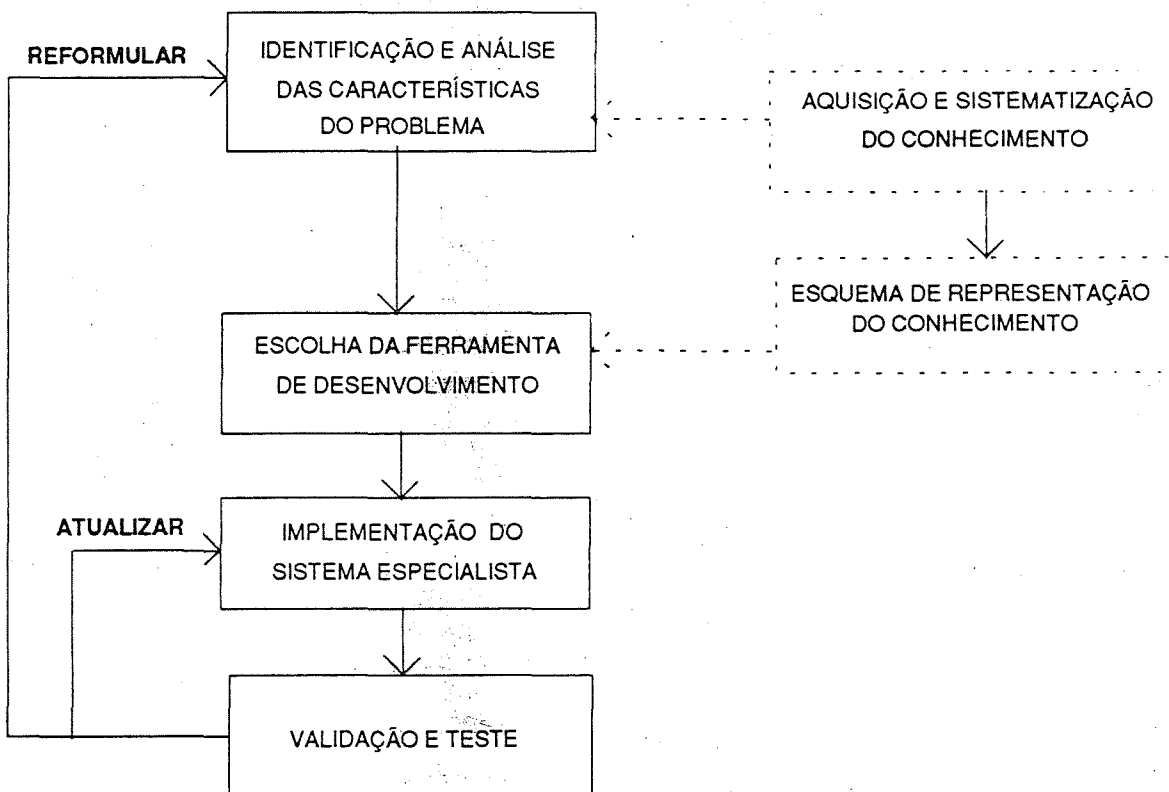 REFORMULAR
IDENTIFICAÇÃO E ANÁLISE
DAS CARACTERÍSTICAS
DO PROBLEMA
AQUISIÇÃO E SISTEMATIZAÇÃO
DO CONHECIMENTO
ESQUEMA DE REPRESENTAÇÃO
DO CONHECIMENTO
ESCOLHA DA FERRAMENTA
DE DESENVOLVIMENTO
ATUALIZAR
IMPLEMENTAÇÃO DO
SISTEMA ESPECIALISTA
VALIDAÇÃO E TESTE